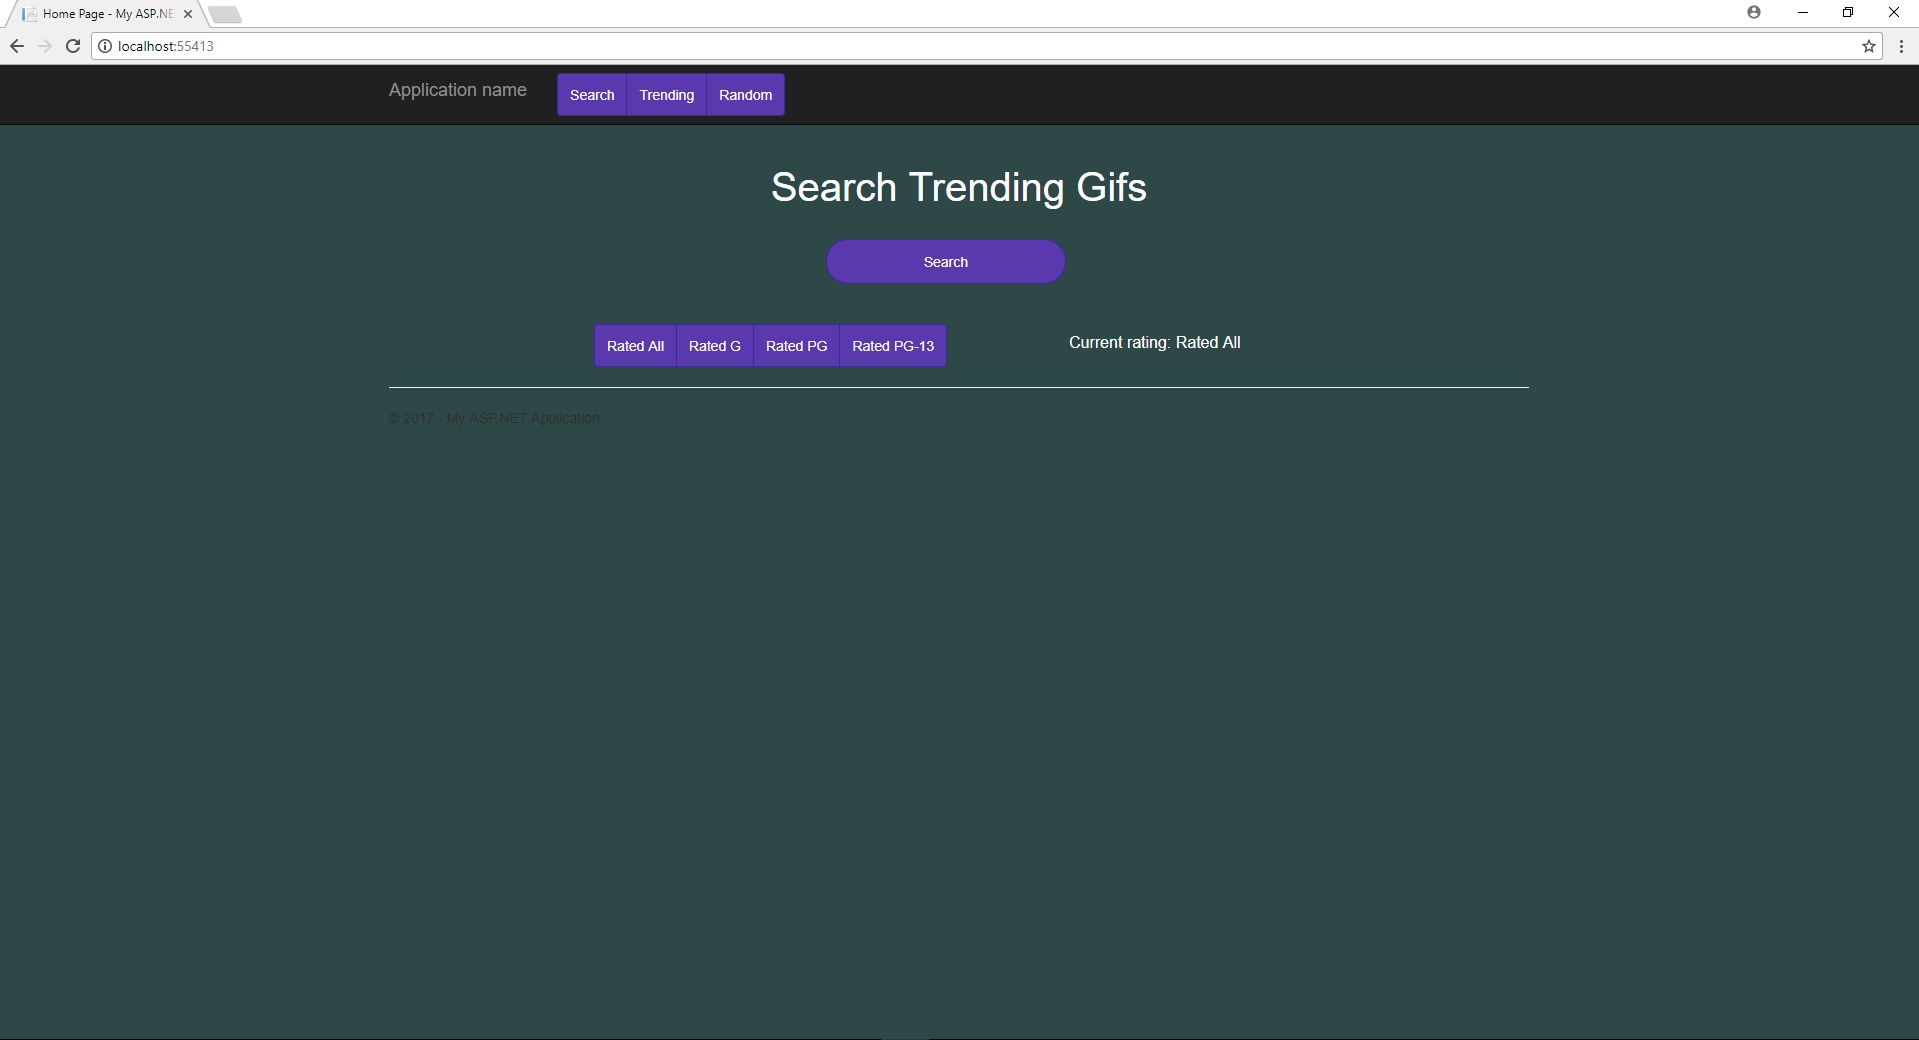 Home Page - My ASP.NE
localhost:55413
Application name
Search Trending Random
Search Trending Gifs
Search
Rated All Rated G Rated PG Rated PG-13 Current rating: Rated All
© 2017 - My ASP.NET Application